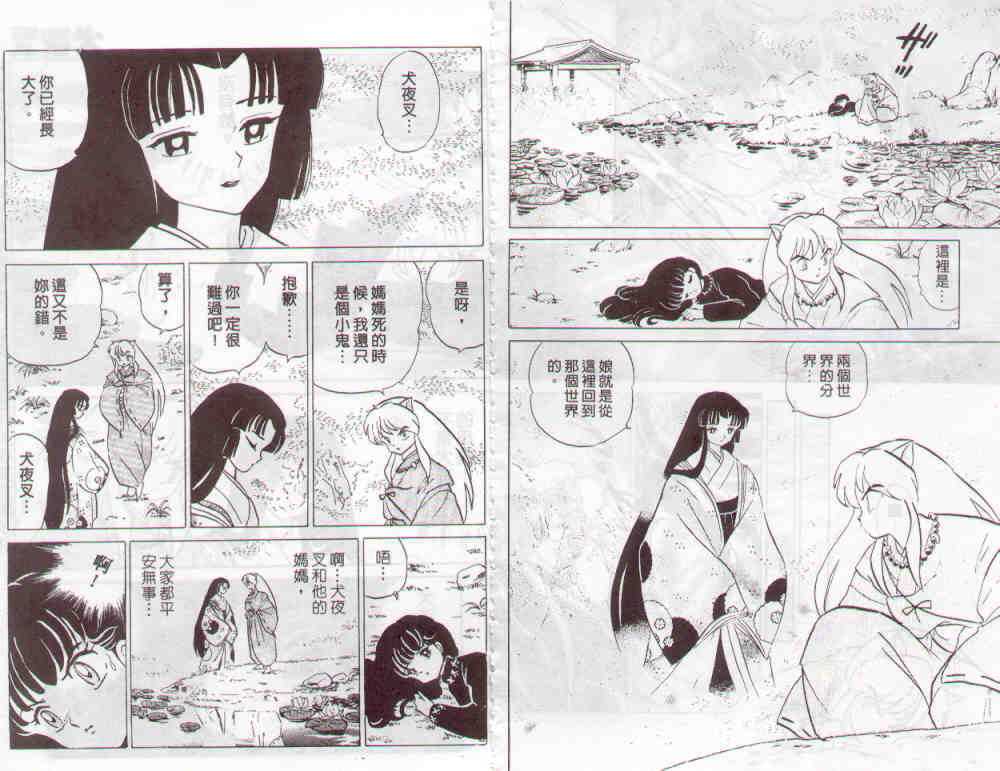 這裡是…
兩個世
界的分
界…
娘就是從
這裡回到
那個世界
的。
犬夜叉…
你已經長
大了。
是呀，
媽媽死的時
候，我還只
是個小鬼…
抱歉……
你一定很
難過吧！
算了，
這又不是
妳的錯。
犬夜叉…
唔…
啊…犬夜
叉和他的
媽媽，
大家都平
安無事…
啊！